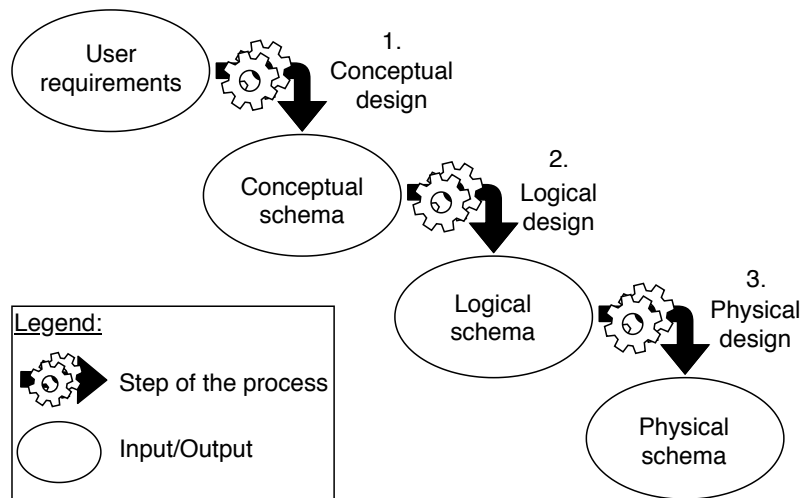 User
requirements
1.
Conceptual
design
Conceptual
schema
2.
Logical
design
Logical
schema
3.
Physical
design
Physical
schema
Legend:
Step of the process
Input/Output